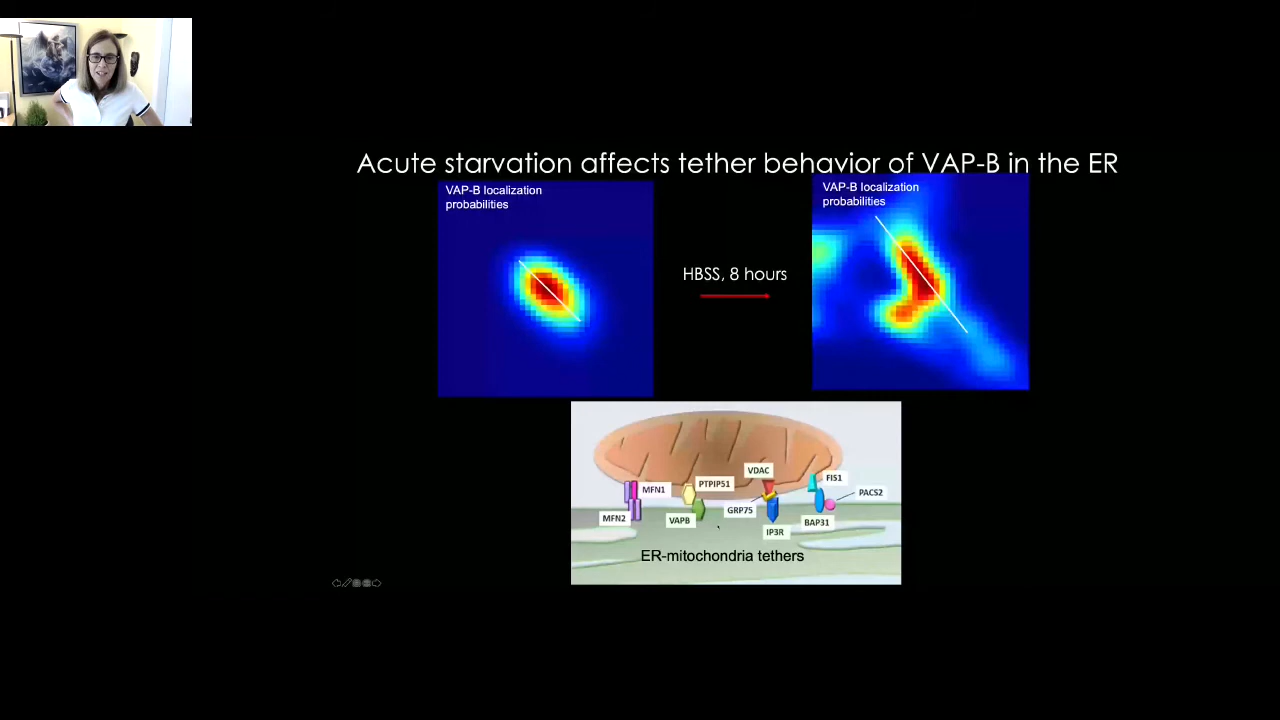 Acute starvation affects tether behavior of VAP-B in the ER
VAP-B localization
probabilities
VAP-B localization
probabilities
HBSS, 8 hours
VDAC
FIS1
PTPIP51
MFN1
PACS2
GRP75
MFN2
VAPB
BAP31
IP3R
ER-mitochondria tethers